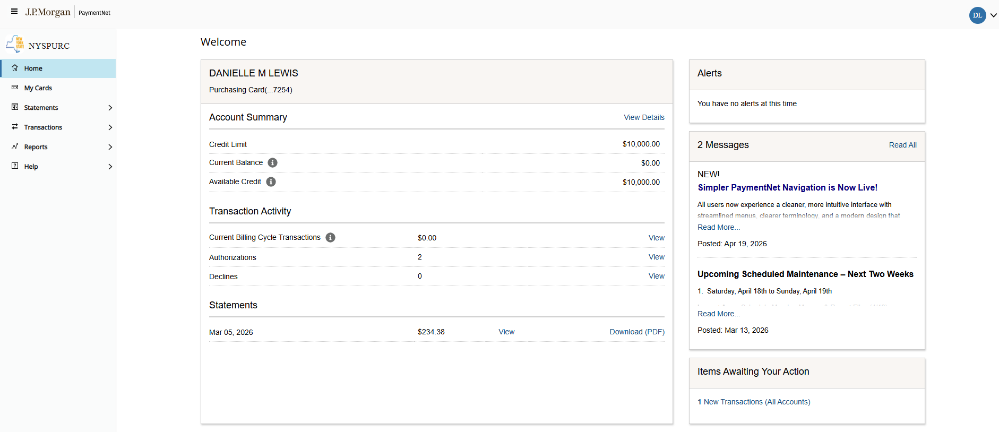 J.P.Morgan | PaymentNet
DL
NEW YORK STATE
NYSPURC
Home
My Cards
Statements
Transactions
Reports
Help
Welcome
DANIELLE M LEWIS
Purchasing Card(...7254)
Account Summary View Details
Credit Limit $10,000.00
Current Balance $0.00
Available Credit $10,000.00
Transaction Activity
Current Billing Cycle Transactions $0.00 View
Authorizations 2 View
Declines 0 View
Statements
Mar 05, 2026 $234.38 View Download (PDF)
Alerts
You have no alerts at this time
2 Messages Read All
NEW!
Simpler PaymentNet Navigation is Now Live!
All users now experience a cleaner, more intuitive interface with
streamlined menus, clearer terminology, and a modern design that
Read More...
Posted: Apr 19, 2026
Upcoming Scheduled Maintenance – Next Two Weeks
1. Saturday, April 18th to Sunday, April 19th
Read More...
Posted: Mar 13, 2026
Items Awaiting Your Action
1 New Transactions (All Accounts)